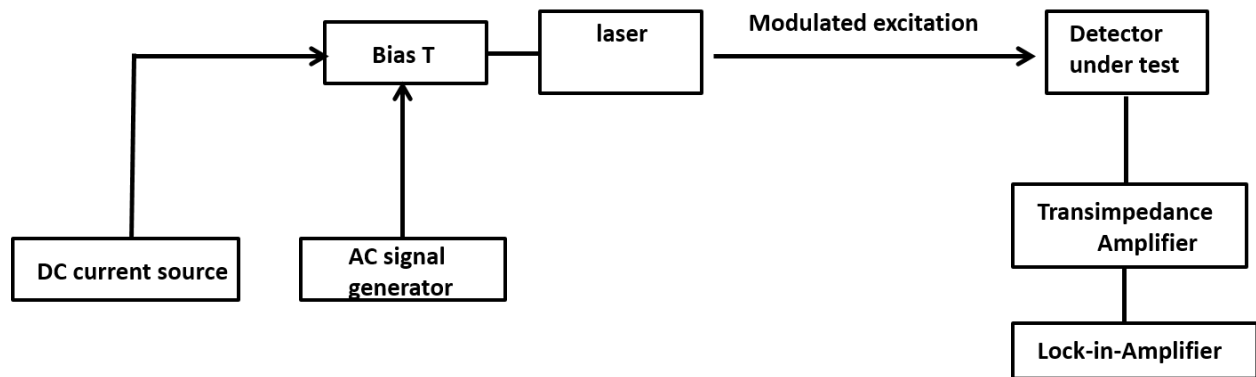 Bias T
laser
Modulated excitation
Detector
under test
DC current source
AC signal
generator
Transimpedance
Amplifier
Lock-in-Amplifier